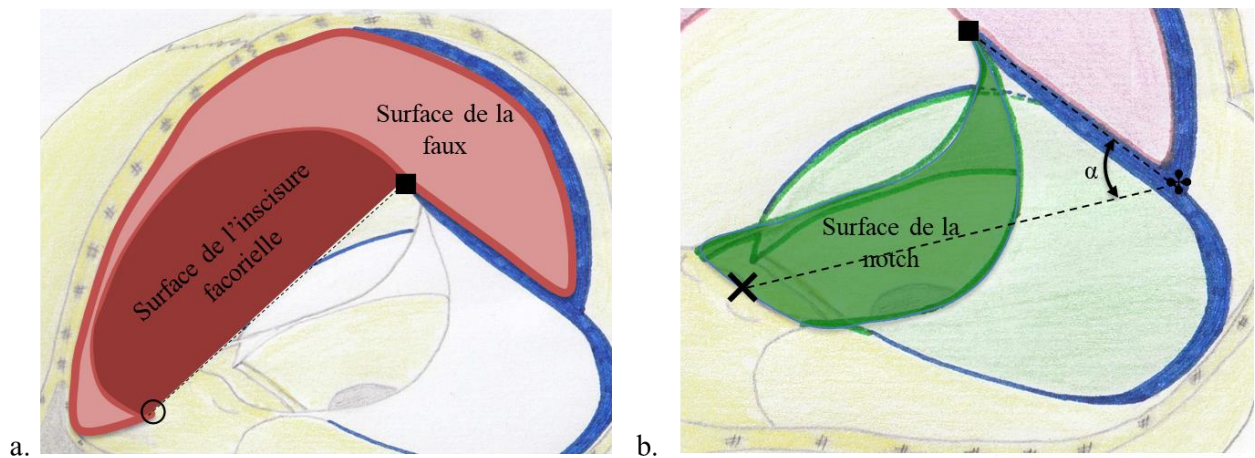 Surface de la
faux
Surface de l’inscisure
facorielle
a.
α
Surface de la
notch
b.